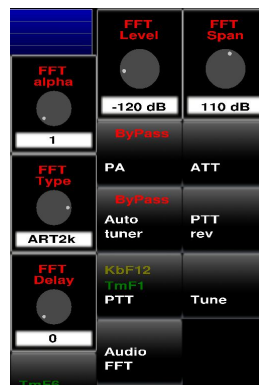 FFT
Level
FFT
Span
FFT
alpha
-120 dB
110 dB
1
ByPass
PA
ATT
FFT
Type
ART2k
ByPass
Auto
tuner
PTT
rev
FFT
Delay
0
KbF12
TmF1
PTT
Tune
Audio
FFT
TmF6